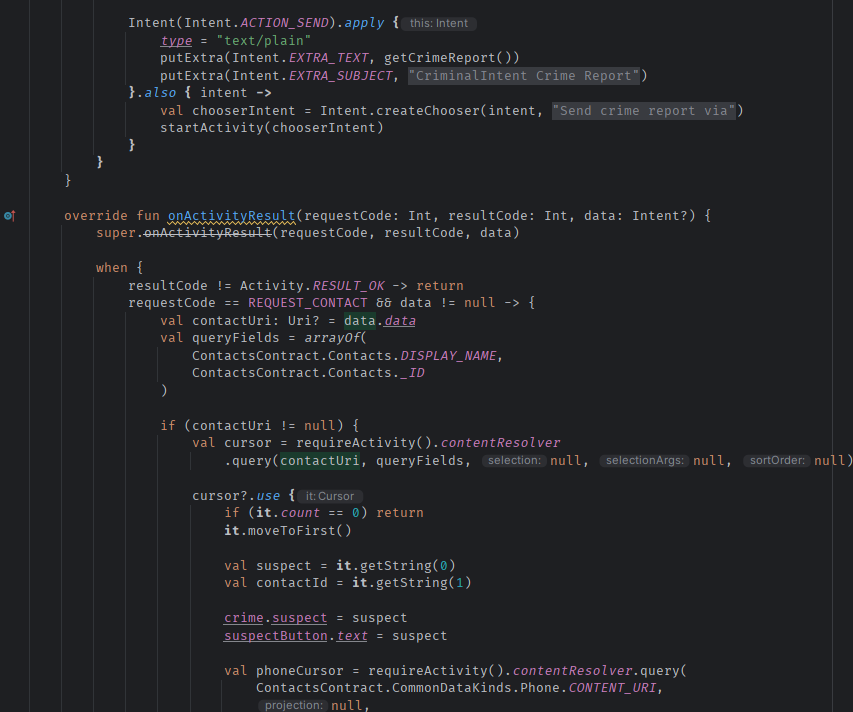 Intent(Intent.ACTION_SEND).apply { this: Intent
type = "text/plain"
putExtra(Intent.EXTRA_TEXT, getCrimeReport())
putExtra(Intent.EXTRA_SUBJECT, "CriminalIntent Crime Report")
}.also { intent ->
val chooserIntent = Intent.createChooser(intent, "Send crime report via")
startActivity(chooserIntent)
}
}
}
override fun onActivityResult(requestCode: Int, resultCode: Int, data: Intent?) {
super.onActivityResult(requestCode, resultCode, data)
when {
resultCode != Activity.RESULT_OK -> return
requestCode == REQUEST_CONTACT && data != null -> {
val contactUri: Uri? = data.data
val queryFields = arrayOf(
ContactsContract.Contacts.DISPLAY_NAME,
ContactsContract.Contacts._ID
)
if (contactUri != null) {
val cursor = requireActivity().contentResolver
.query(contactUri, queryFields, selection: null, selectionArgs: null, sortOrder: null)
cursor?.use { it: Cursor
if (it.count == 0) return
it.moveToFirst()
val suspect = it.getString(0)
val contactId = it.getString(1)
crime.suspect = suspect
suspectButton.text = suspect
val phoneCursor = requireActivity().contentResolver.query(
ContactsContract.CommonDataKinds.Phone.CONTENT_URI,
projection: null,